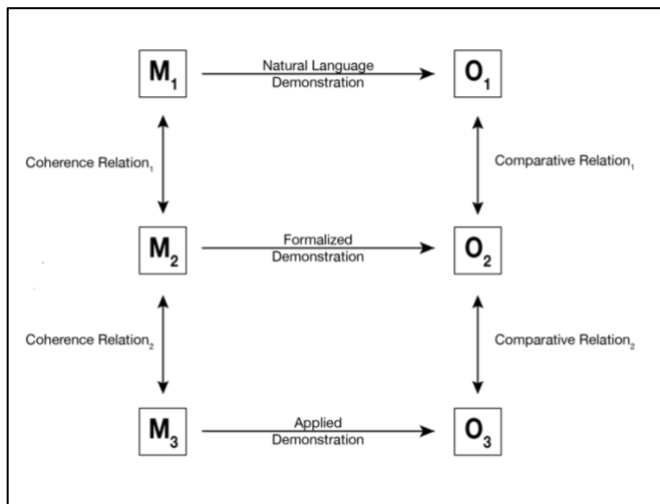 M₁ Natural Language O₁
Demonstration
Coherence Relation₁ Comparative Relation₁
M₂ Formalized O₂
Demonstration
Coherence Relation₂ Comparative Relation₂
M₃ Applied O₃
Demonstration